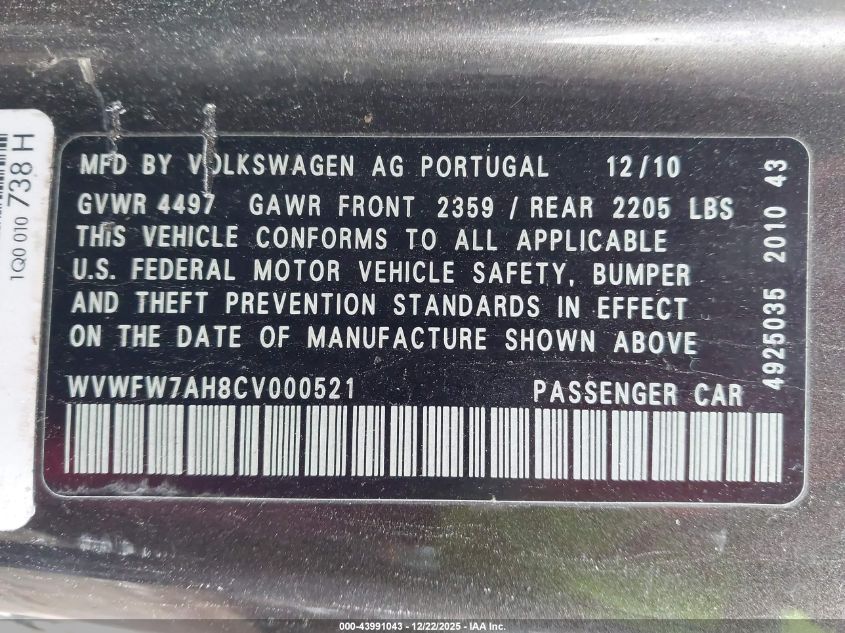 MFD BY VOLKSWAGEN AG PORTUGAL 12/10
GVWR 4497 GAWR FRONT 2359 / REAR 2205 LBS
THIS VEHICLE CONFORMS TO ALL APPLICABLE
U.S. FEDERAL MOTOR VEHICLE SAFETY, BUMPER
AND THEFT PREVENTION STANDARDS IN EFFECT
ON THE DATE OF MANUFACTURE SHOWN ABOVE
WVWFW7AH8CV000521 PASSENGER CAR
4925035 2010 43
1Q0 010 738 H
000-43991043 - 12/22/2025 - IAA Inc.